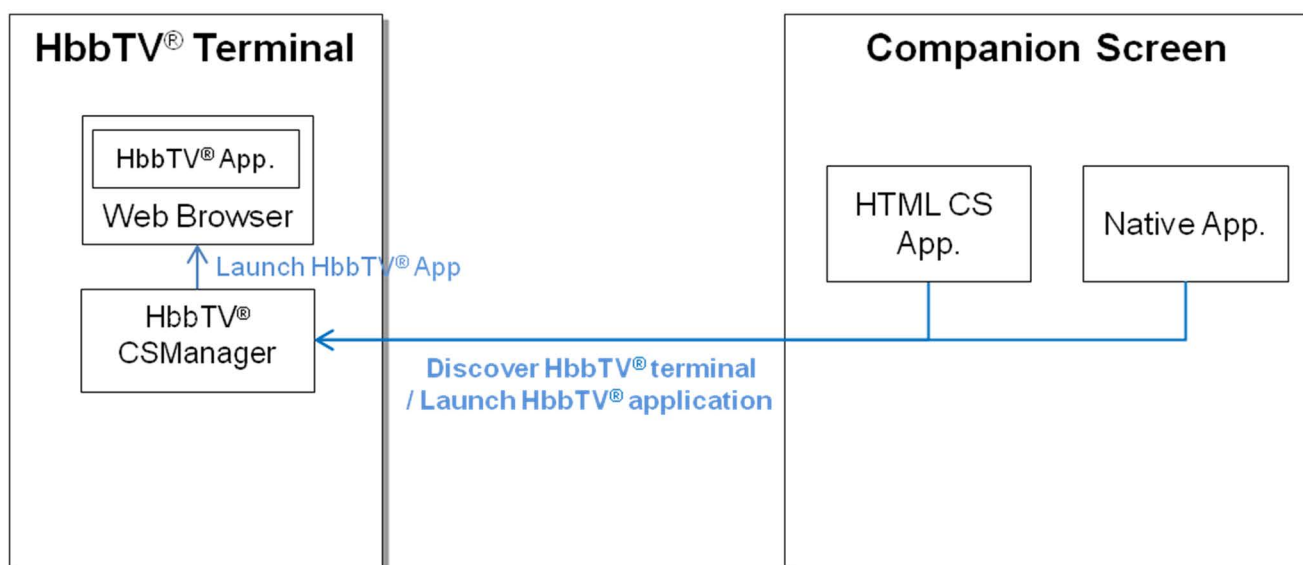 HbbTV® Terminal
HbbTV® App.
Web Browser
Launch HbbTV® App
HbbTV®
CSManager
Companion Screen
HTML CS
App.
Native App.
Discover HbbTV® terminal
/ Launch HbbTV® application